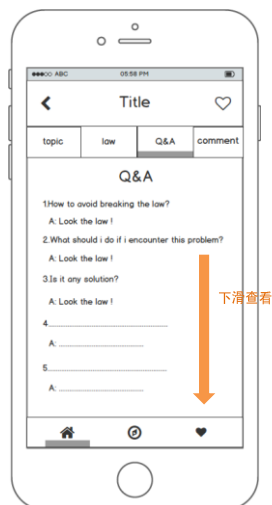 ABC 05:58 PM
Title
topic law Q&A comment
Q&A
1.How to avoid breaking the law?
A: Look the law !
2.What should i do if i encounter this problem?
A: Look the law !
3.Is it any solution?
A: Look the law !
4.
A:
5.
A:
下滑查看